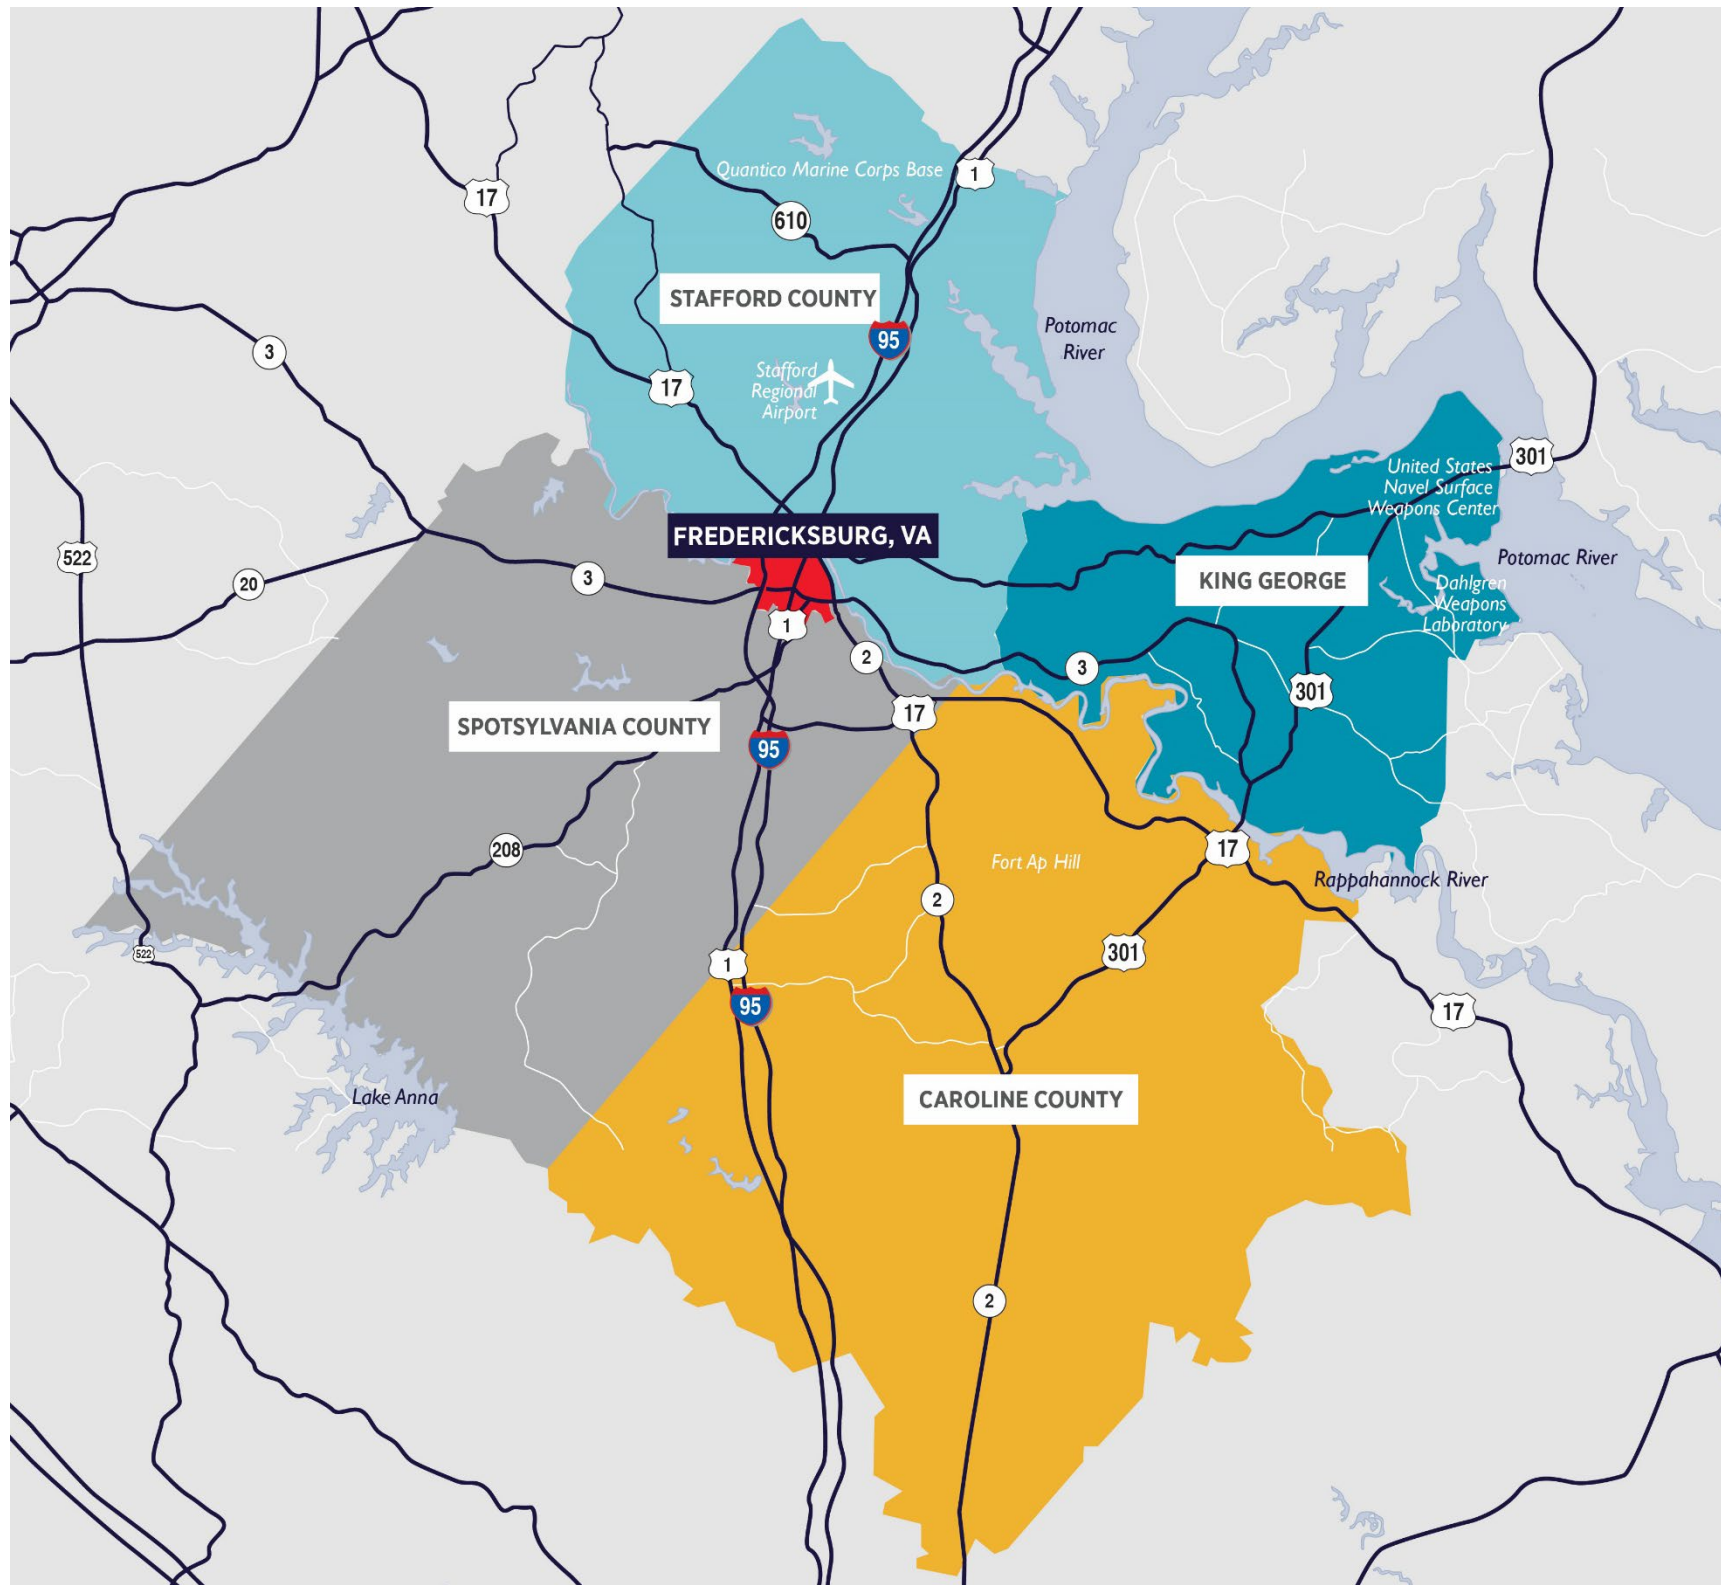 Quantico Marine Corps Base
1
17
610
STAFFORD COUNTY
Potomac
River
95
3
Stafford
Regional
Airport
17
301
United States
Navel Surface
Weapons Center
FREDERICKSBURG, VA
522
20
3
KING GEORGE
Potomac River
Dahlgren
Weapons
Laboratory
1
2
3
301
SPOTSYLVANIA COUNTY
17
95
208
17
Fort Ap Hill
Rappahannock River
2
522
1
301
95
17
Lake Anna
CAROLINE COUNTY
2